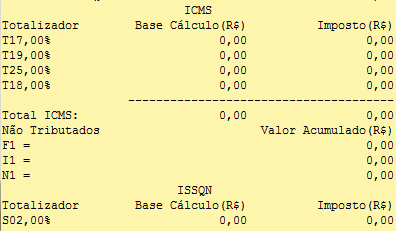 ICMS
Totalizador Base Cálculo(R$) Imposto(R$)
T17,00% 0,00 0,00
T19,00% 0,00 0,00
T25,00% 0,00 0,00
T18,00% 0,00 0,00
--------------------------------------
Total ICMS: 0,00 0,00
Não Tributados Valor Acumulado(R$)
F1 = 0,00
I1 = 0,00
N1 = 0,00
ISSQN
Totalizador Base Cálculo(R$) Imposto(R$)
S02,00% 0,00 0,00